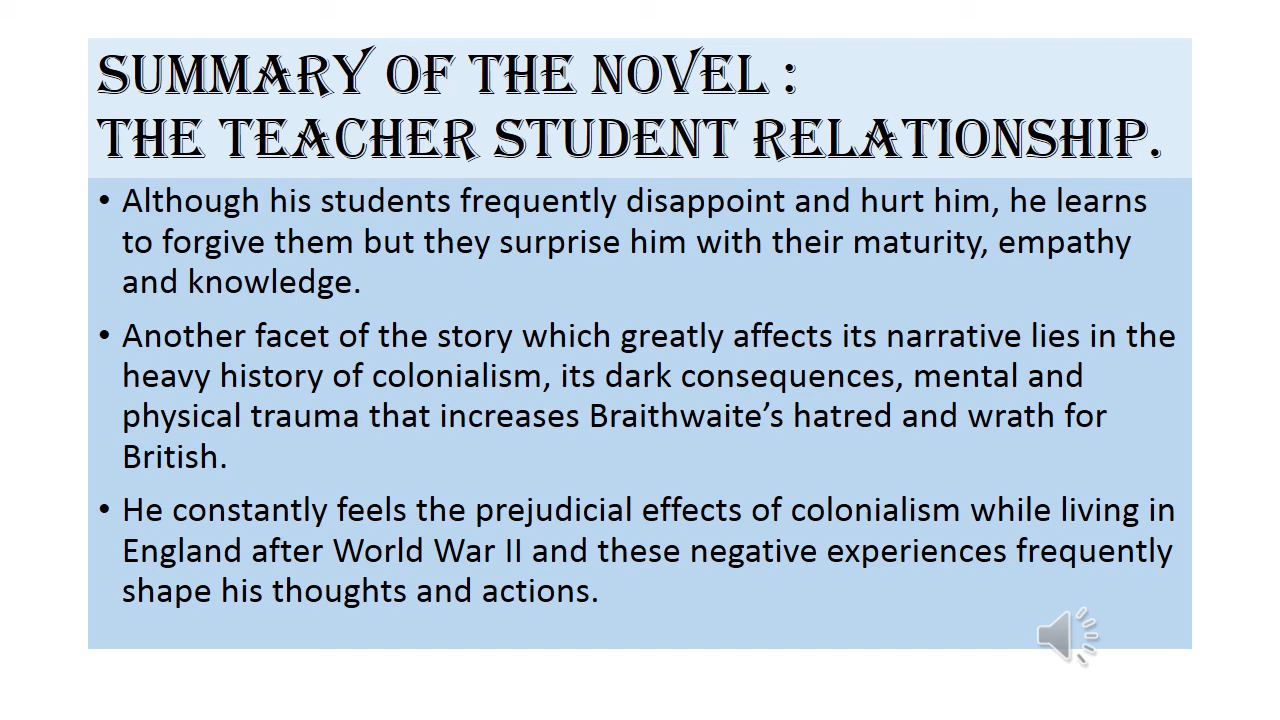 SUMMARY OF THE NOVEL :
THE TEACHER STUDENT RELATIONSHIP.
• Although his students frequently disappoint and hurt him, he learns
to forgive them but they surprise him with their maturity, empathy
and knowledge.
• Another facet of the story which greatly affects its narrative lies in the
heavy history of colonialism, its dark consequences, mental and
physical trauma that increases Braithwaite’s hatred and wrath for
British.
• He constantly feels the prejudicial effects of colonialism while living in
England after World War II and these negative experiences frequently
shape his thoughts and actions.